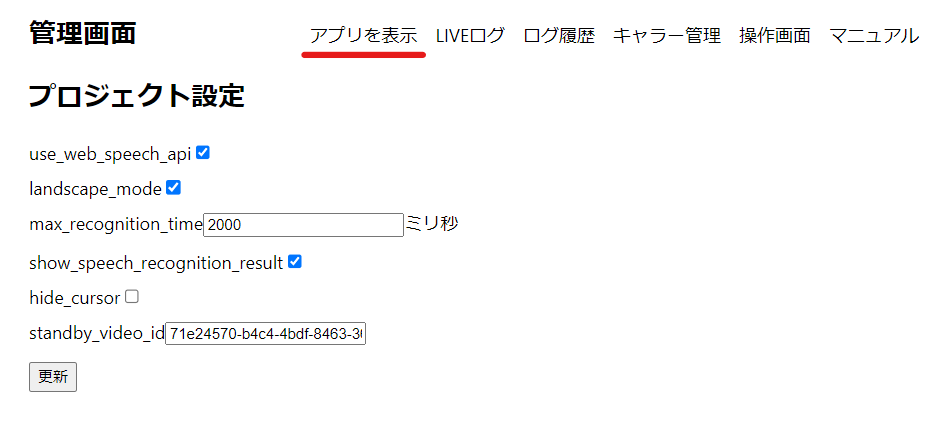 管理画面 アプリを表示 LIVEログ ログ履歴 キャラー管理 操作画面 マニュアル
プロジェクト設定
use_web_speech_api
landscape_mode
max_recognition_time 2000 ミリ秒
show_speech_recognition_result
hide_cursor
standby_video_id 71e24570-b4c4-4bdf-8463-
更新